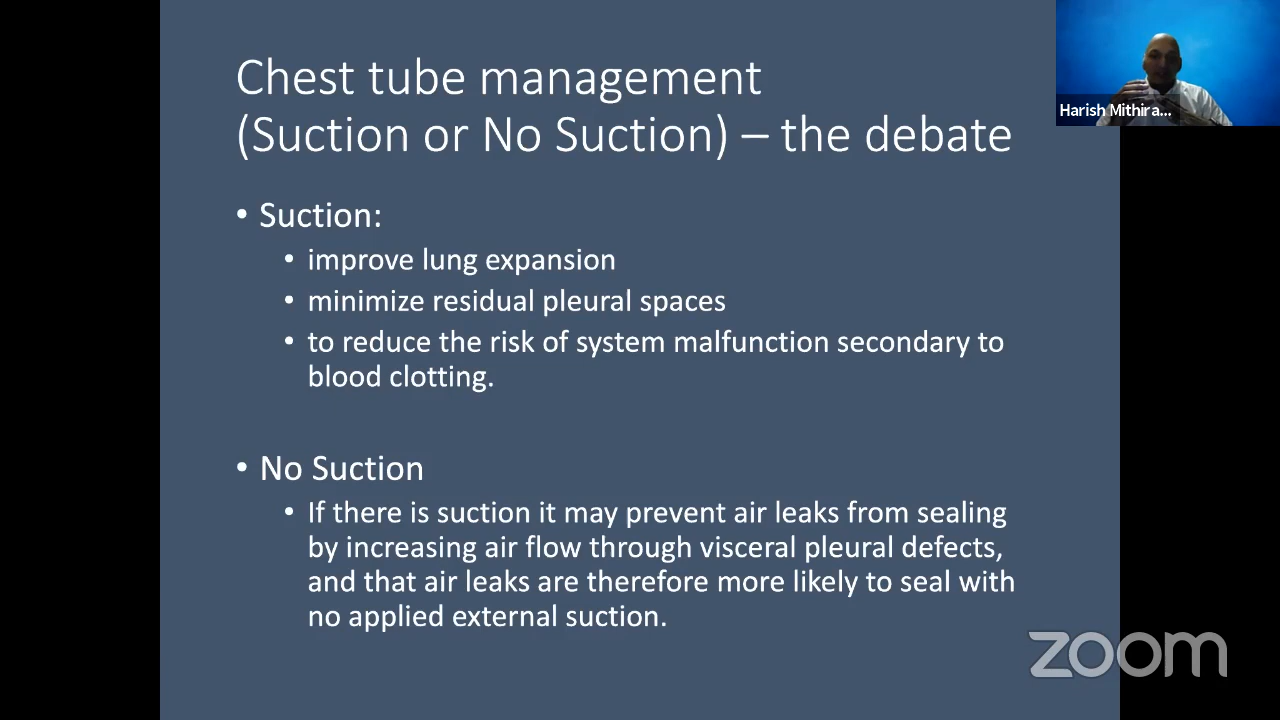 Chest tube management
(Suction or No Suction) – the debate
• Suction:
• improve lung expansion
• minimize residual pleural spaces
• to reduce the risk of system malfunction secondary to
blood clotting.
• No Suction
• If there is suction it may prevent air leaks from sealing
by increasing air flow through visceral pleural defects,
and that air leaks are therefore more likely to seal with
no applied external suction.
Harish Mithira...
zoom